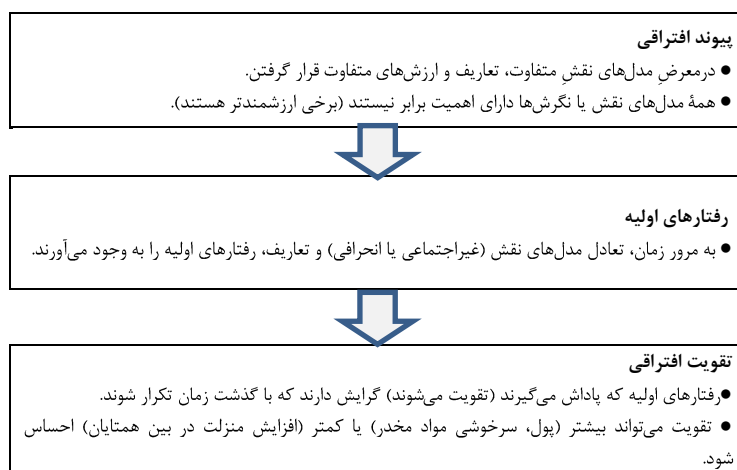 پیوند افتراقی
● درمعرضِ مدل‌های نقشِ متفاوت، تعاریف و ارزش‌های متفاوت قرار گرفتن.
● همهٔ مدل‌های نقش یا نگرش‌ها دارای اهمیت برابر نیستند (برخی ارزشمندتر هستند).
رفتارهای اولیه
● به مرور زمان، تعادل مدل‌های نقش (غیراجتماعی یا انحرافی) و تعاریف، رفتارهای اولیه را به وجود می‌آورند.
تقویت افتراقی
●رفتارهای اولیه که پاداش می‌گیرند (تقویت می‌شوند) گرایش دارند که با گذشت زمان تکرار شوند.
● تقویت می‌تواند بیشتر (پول، سرخوشی مواد مخدر) یا کمتر (افزایش منزلت در بین همتایان) احساس
شود.